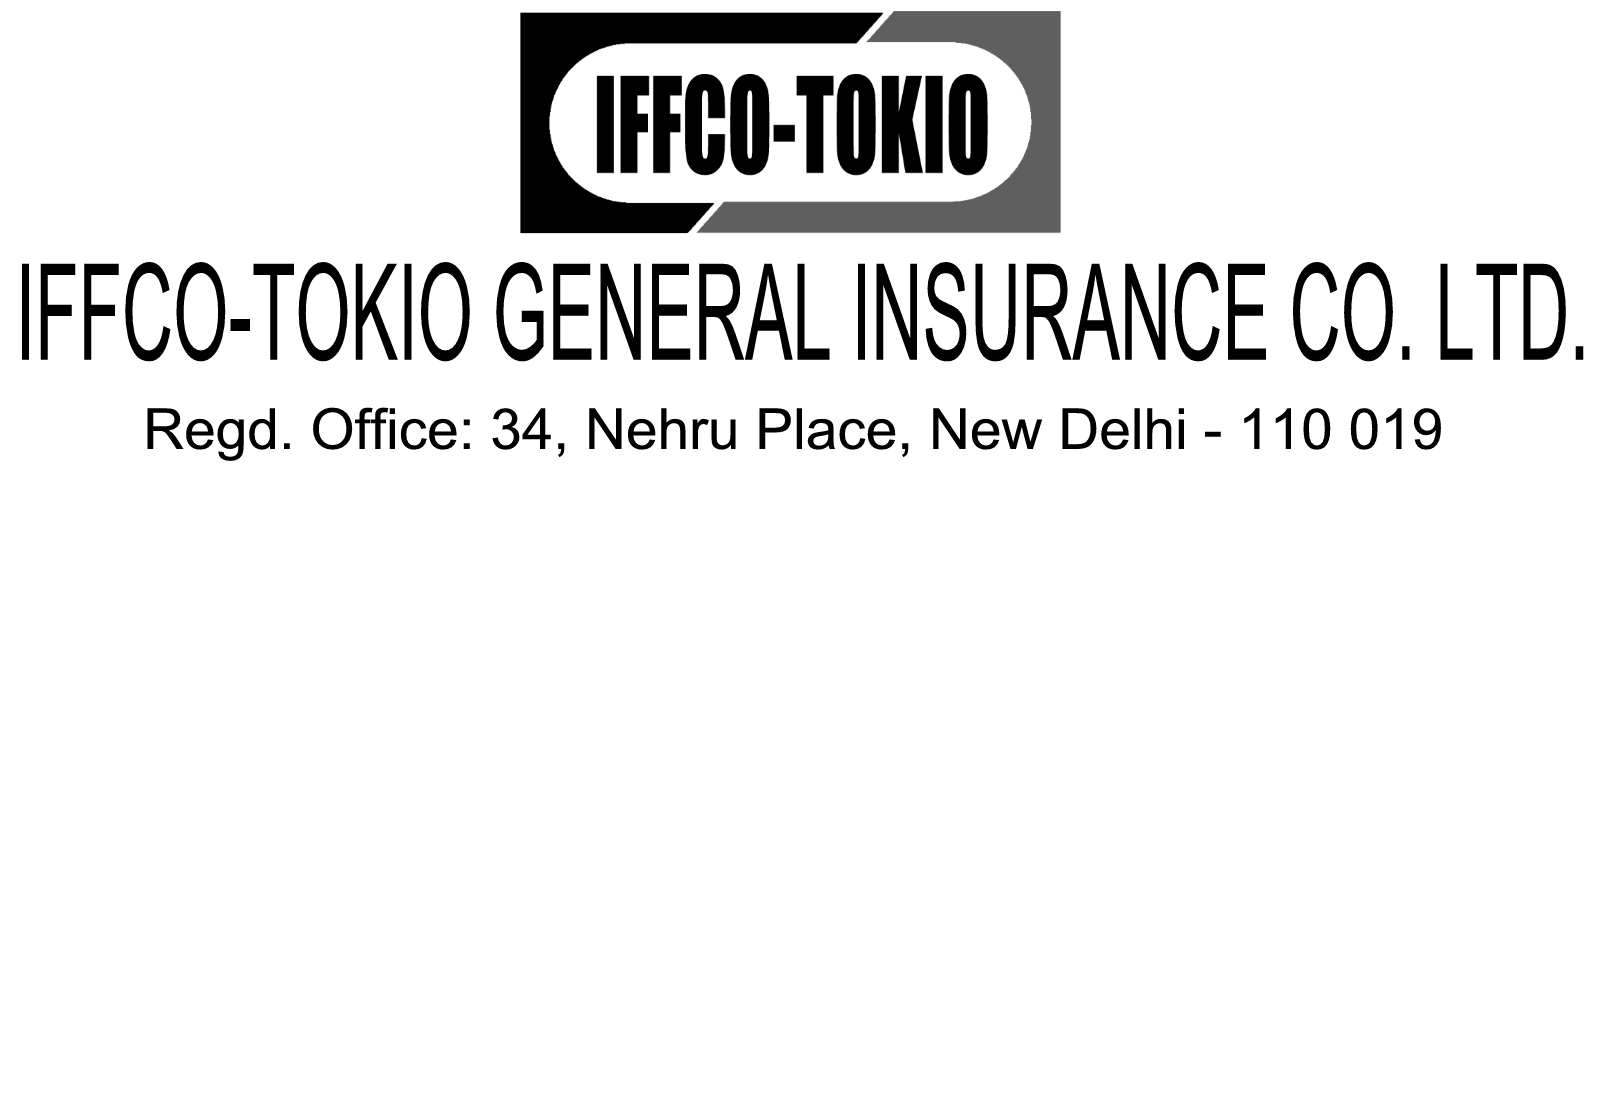 IFFCO-TOKIO
IFFCO-TOKIO GENERAL INSURANCE CO. LTD.
Regd. Office: 34, Nehru Place, New Delhi - 110 019